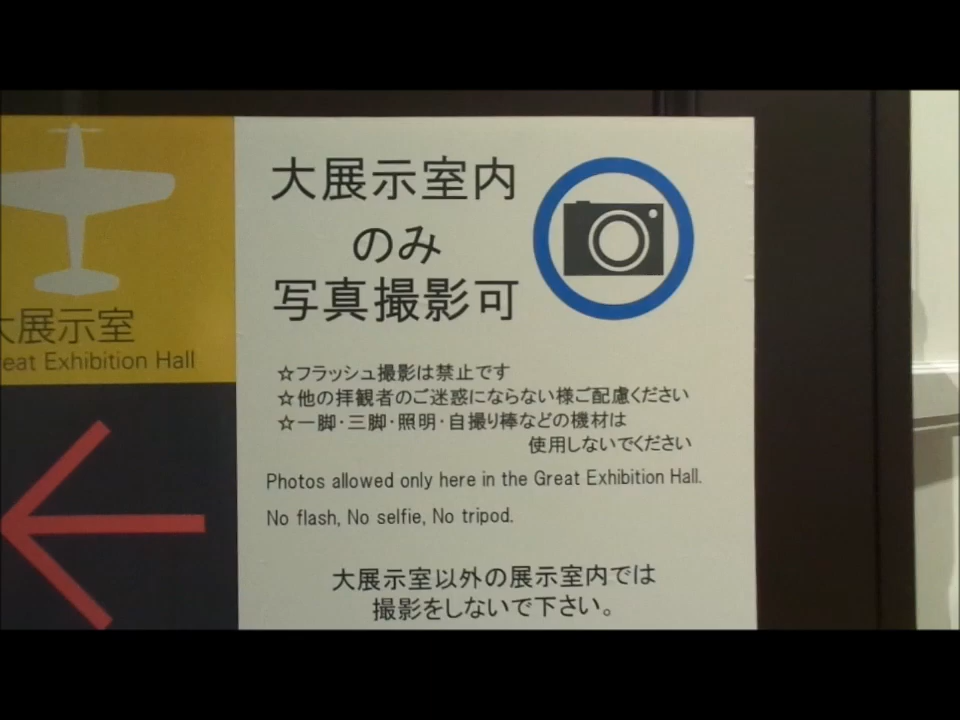 大展示室内
のみ
写真撮影可
大展示室
Great Exhibition Hall
☆フラッシュ撮影は禁止です
☆他の拝観者のご迷惑にならない様ご配慮ください
☆一脚・三脚・照明・自撮り棒などの機材は
使用しないでください
Photos allowed only here in the Great Exhibition Hall.
No flash, No selfie, No tripod.
大展示室以外の展示室内では
撮影をしないで下さい。